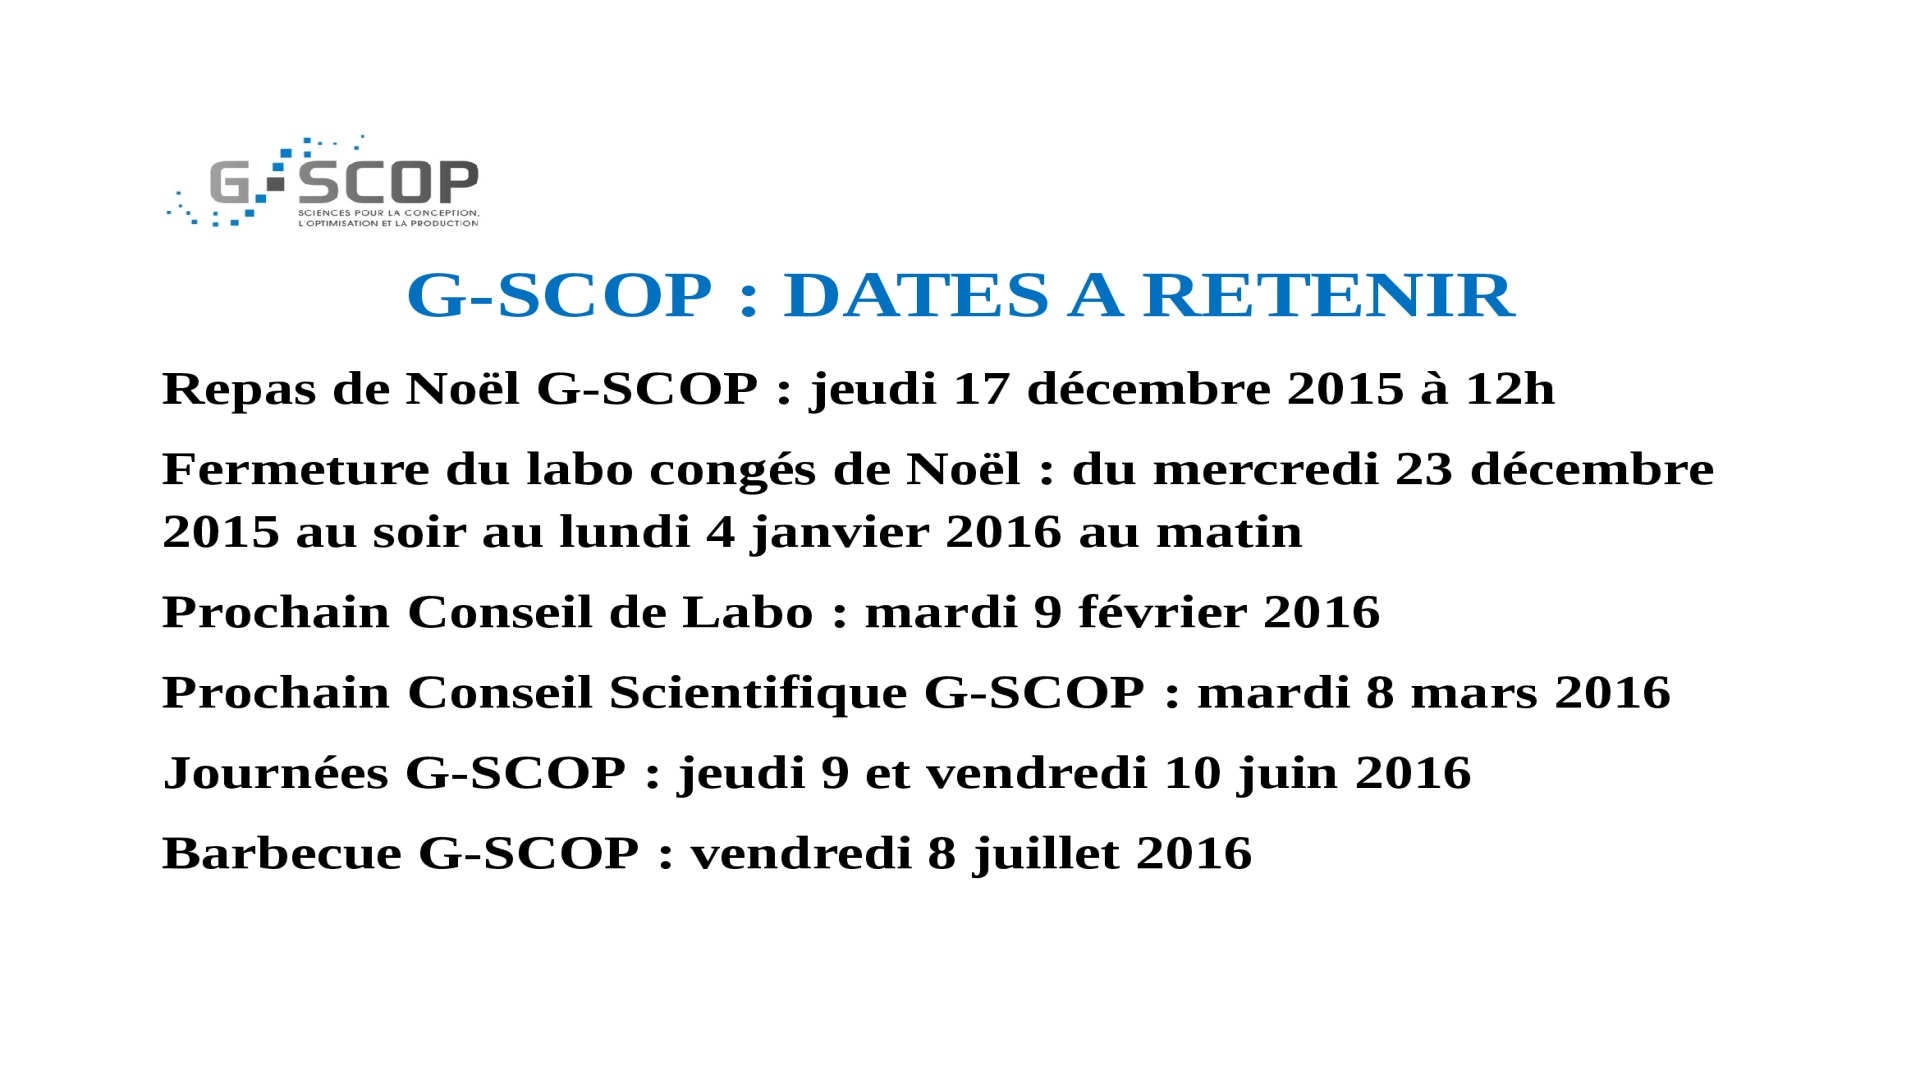 G-SCOP
SCIENCES POUR LA CONCEPTION,
L'OPTIMISATION ET LA PRODUCTION
G-SCOP : DATES A RETENIR
Repas de Noël G-SCOP : jeudi 17 décembre 2015 à 12h
Fermeture du labo congés de Noël : du mercredi 23 décembre
2015 au soir au lundi 4 janvier 2016 au matin
Prochain Conseil de Labo : mardi 9 février 2016
Prochain Conseil Scientifique G-SCOP : mardi 8 mars 2016
Journées G-SCOP : jeudi 9 et vendredi 10 juin 2016
Barbecue G-SCOP : vendredi 8 juillet 2016